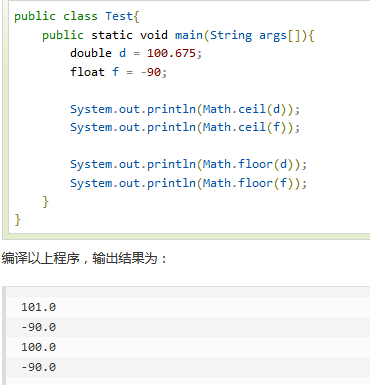 public class Test{
    public static void main(String args[]){
        double d = 100.675;
        float f = -90;

        System.out.println(Math.ceil(d));
        System.out.println(Math.ceil(f));

        System.out.println(Math.floor(d));
        System.out.println(Math.floor(f));
    }
}
编译以上程序，输出结果为：
101.0
-90.0
100.0
-90.0